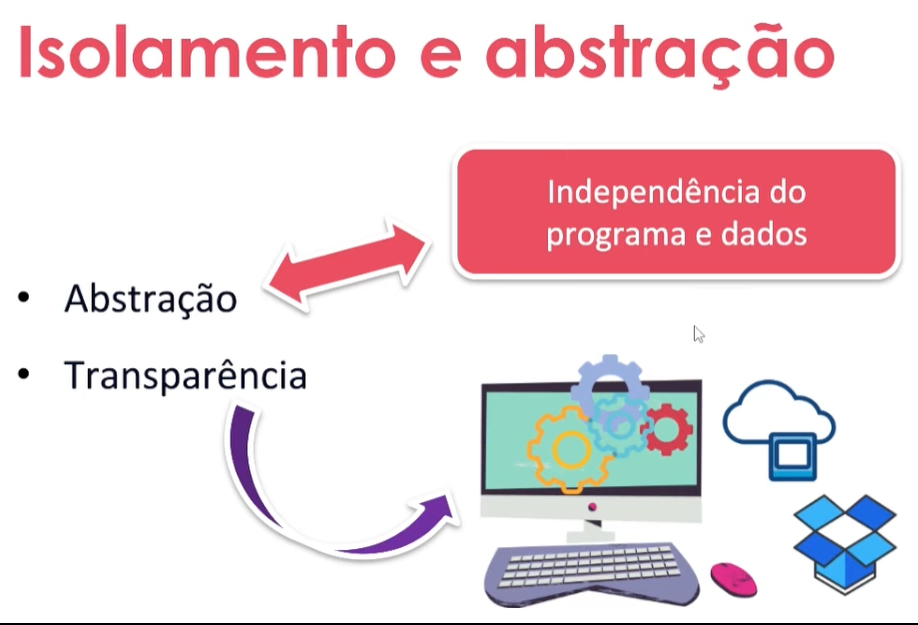 Isolamento e abstração
Independência do
programa e dados
• Abstração
• Transparência